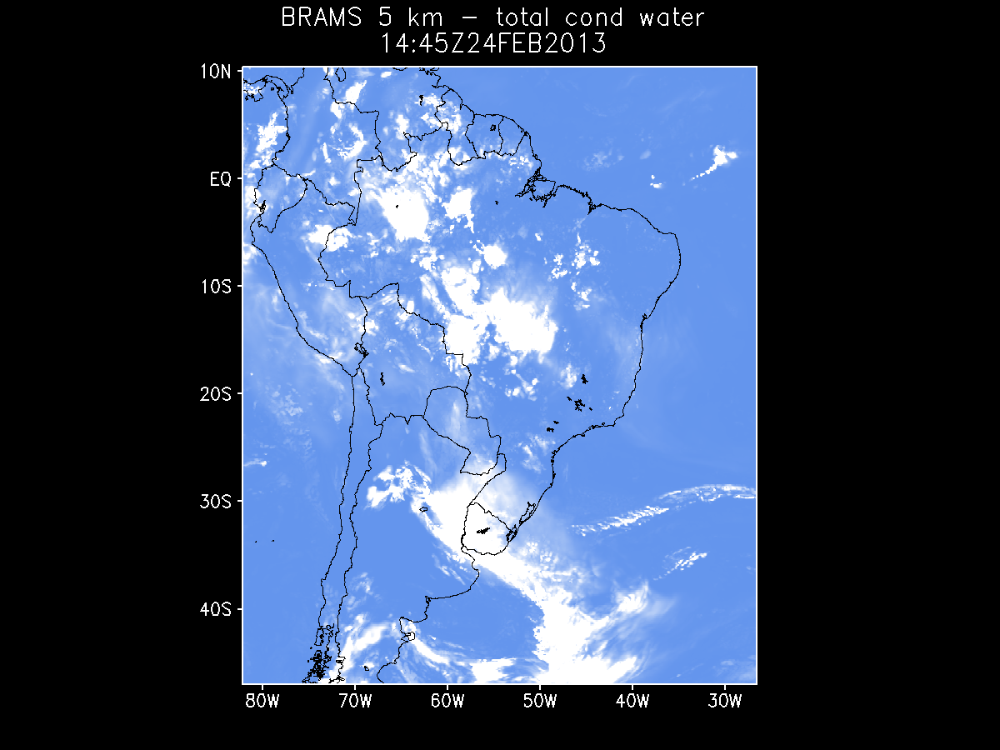 BRAMS 5 km – total cond water
14:45Z24FEB2013
10N
EQ
10S
20S
30S
40S
80W 70W 60W 50W 40W 30W